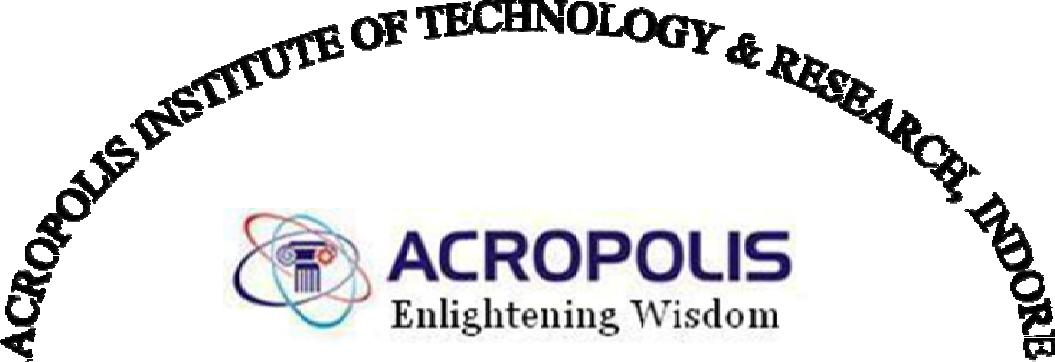 ACROPOLIS INSTITUTE OF TECHNOLOGY & RESEARCH, INDORE
ACROPOLIS
Enlightening Wisdom